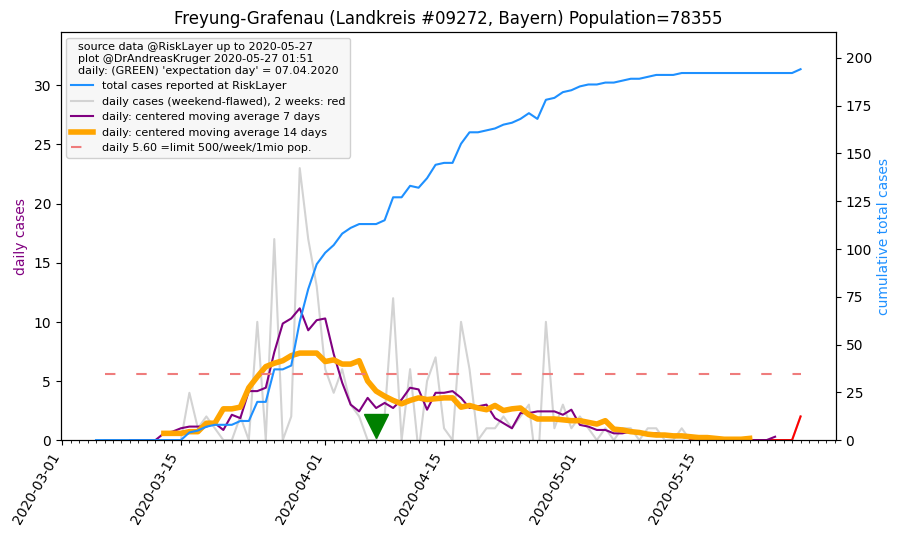 Freyung-Grafenau (Landkreis #09272, Bayern) Population=78355
source data @RiskLayer up to 2020-05-27
plot @DrAndreasKruger 2020-05-27 01:51
daily: (GREEN) 'expectation day' = 07.04.2020
total cases reported at RiskLayer
daily cases (weekend-flawed), 2 weeks: red
daily: centered moving average 7 days
daily: centered moving average 14 days
daily 5.60 =limit 500/week/1mio pop.
daily cases
30
25
20
15
10
5
0
200
175
150
125
100
75
50
25
0
cumulative total cases
2020-03-01
2020-03-15
2020-04-01
2020-04-15
2020-05-01
2020-05-15